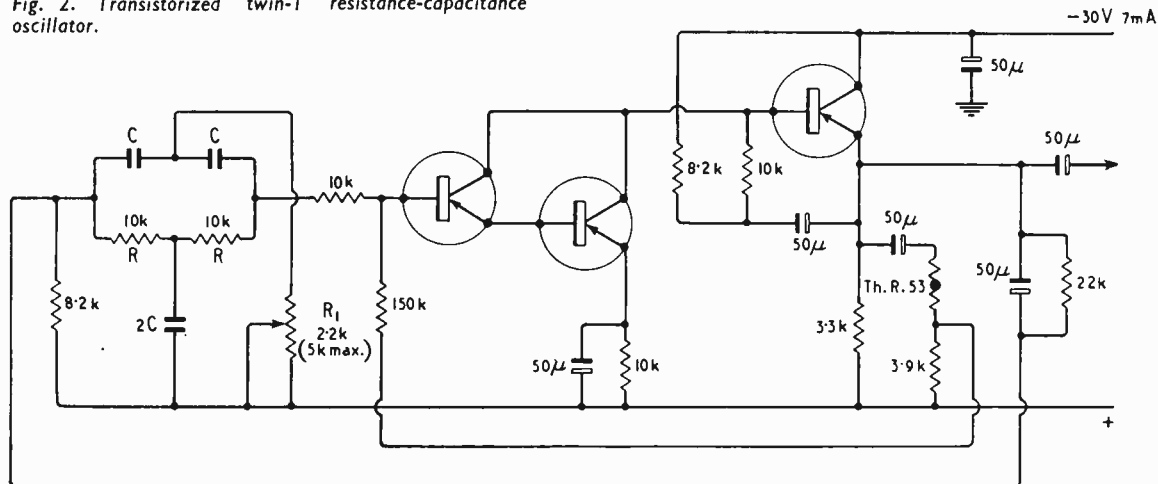 Fig. 2. Transistorized twin-T resistance-capacitance
oscillator.
-30V 7mA
50μ
C C
10k
8·2k
10k
50μ
10k 10k
R R
50μ
50μ
8·2k
2C
R1
2·2k
(5k max.)
150k
50μ
10k
3·3k
Th.R.53
3·9k
50μ
22k
+